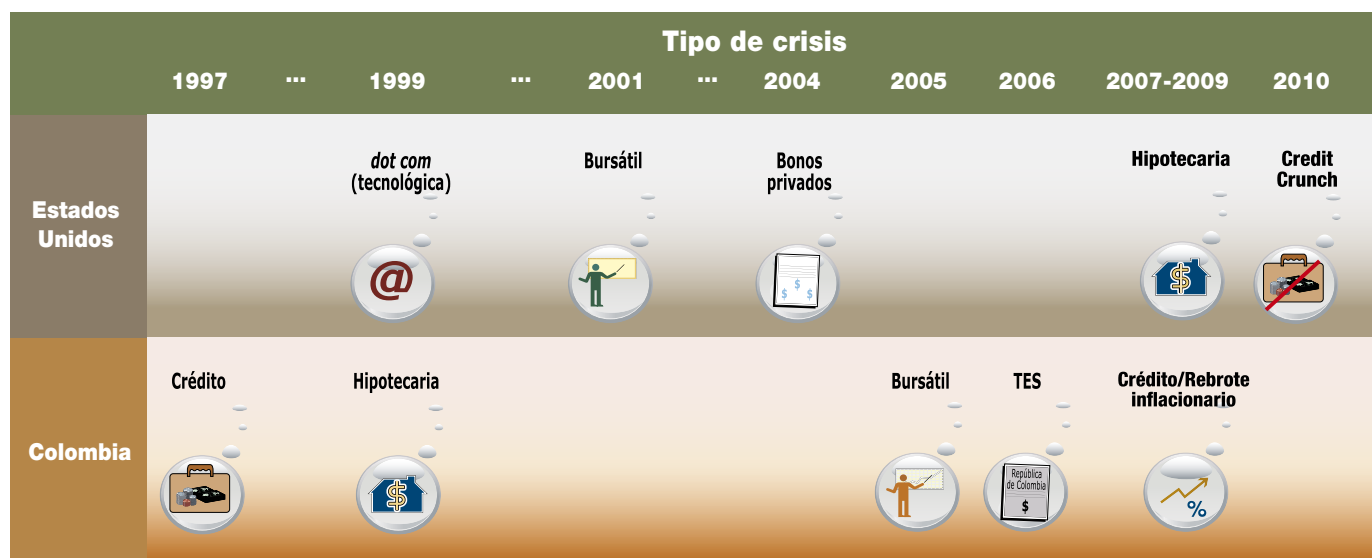 Tipo de crisis
1997 ... 1999 ... 2001 ... 2004 2005 2006 2007-2009 2010
Estados
Unidos
dot com
(tecnológica)
Bursátil
Bonos
privados
Hipotecaria
Credit
Crunch
@
$
$ $
$
Colombia
Crédito
Hipotecaria
Bursátil
TES
Crédito/Rebrote
inflacionario
$
República
de Colombia
$
%